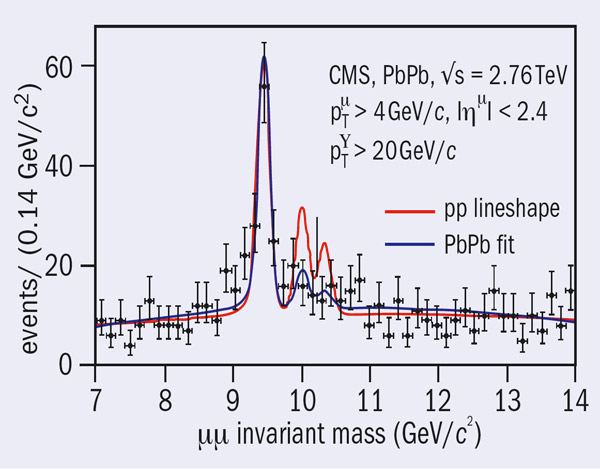 60
40
20
0
events/ (0.14 GeV/c²)
CMS, PbPb, √s = 2.76 TeV
p_T^μ > 4 GeV/c, |η^μ| < 2.4
p_T^Υ > 20 GeV/c
pp lineshape
PbPb fit
7 8 9 10 11 12 13 14
μμ invariant mass (GeV/c²)